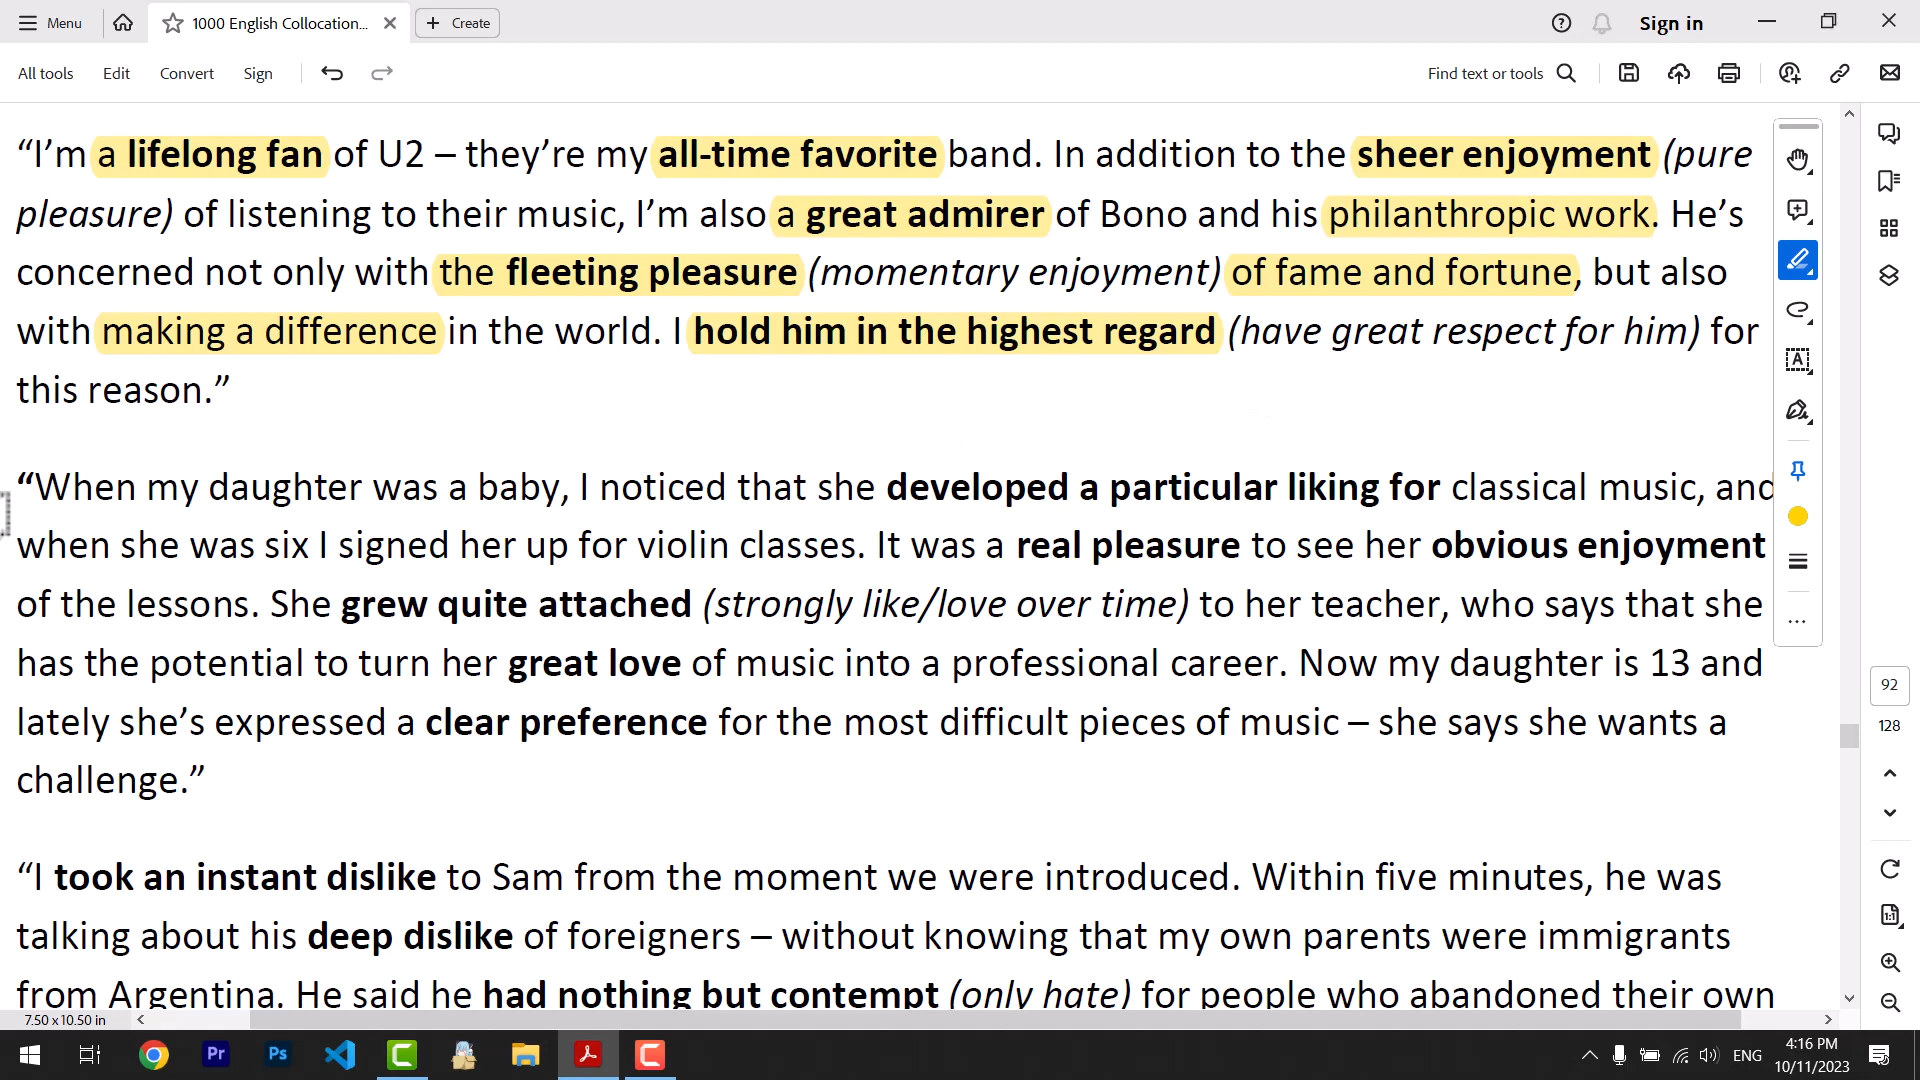 Menu
1000 English Collocation...
Create
Sign in
All tools
Edit
Convert
Sign
Find text or tools
“I’m a lifelong fan of U2 – they’re my all-time favorite band. In addition to the sheer enjoyment (pure
pleasure) of listening to their music, I’m also a great admirer of Bono and his philanthropic work. He’s
concerned not only with the fleeting pleasure (momentary enjoyment) of fame and fortune, but also
with making a difference in the world. I hold him in the highest regard (have great respect for him) for
this reason.”
“When my daughter was a baby, I noticed that she developed a particular liking for classical music, and
when she was six I signed her up for violin classes. It was a real pleasure to see her obvious enjoyment
of the lessons. She grew quite attached (strongly like/love over time) to her teacher, who says that she
has the potential to turn her great love of music into a professional career. Now my daughter is 13 and
lately she’s expressed a clear preference for the most difficult pieces of music – she says she wants a
challenge.”
“I took an instant dislike to Sam from the moment we were introduced. Within five minutes, he was
talking about his deep dislike of foreigners – without knowing that my own parents were immigrants
from Argentina. He said he had nothing but contempt (only hate) for people who abandoned their own
92
128
7.50 x 10.50 in
Pr
Ps
ENG
4:16 PM
10/11/2023